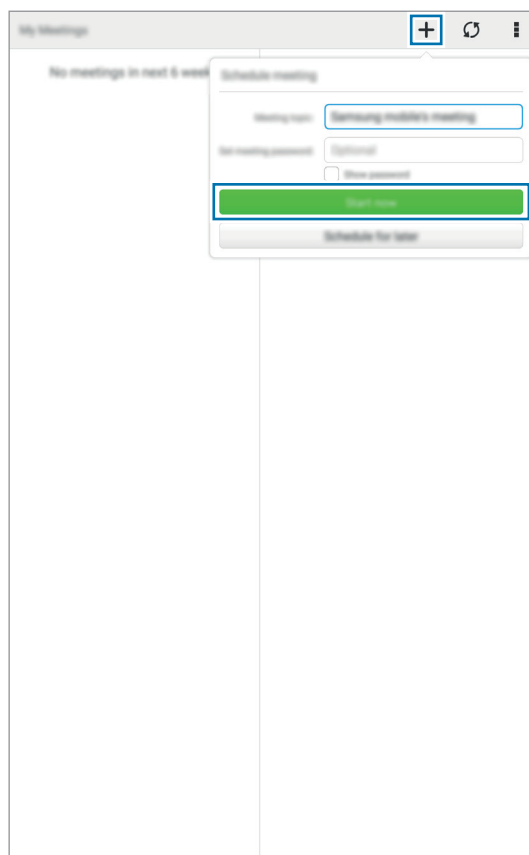 My Meetings
No meetings in next 6 week
Schedule meeting
Meeting topic:
Samsung mobile's meeting
Set meeting password:
Optional
Show password
Start now
Schedule for later